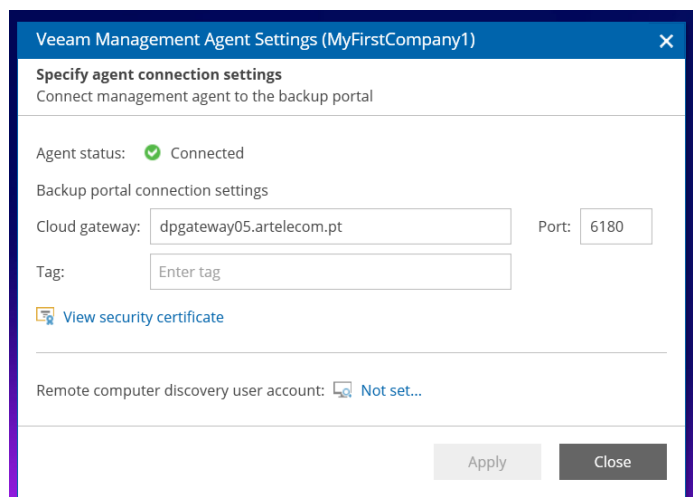 Veeam Management Agent Settings (MyFirstCompany1)
Specify agent connection settings
Connect management agent to the backup portal
Agent status: Connected
Backup portal connection settings
Cloud gateway: dpgateway05.artelecom.pt Port: 6180
Tag: Enter tag
View security certificate
Remote computer discovery user account: Not set...
Apply Close